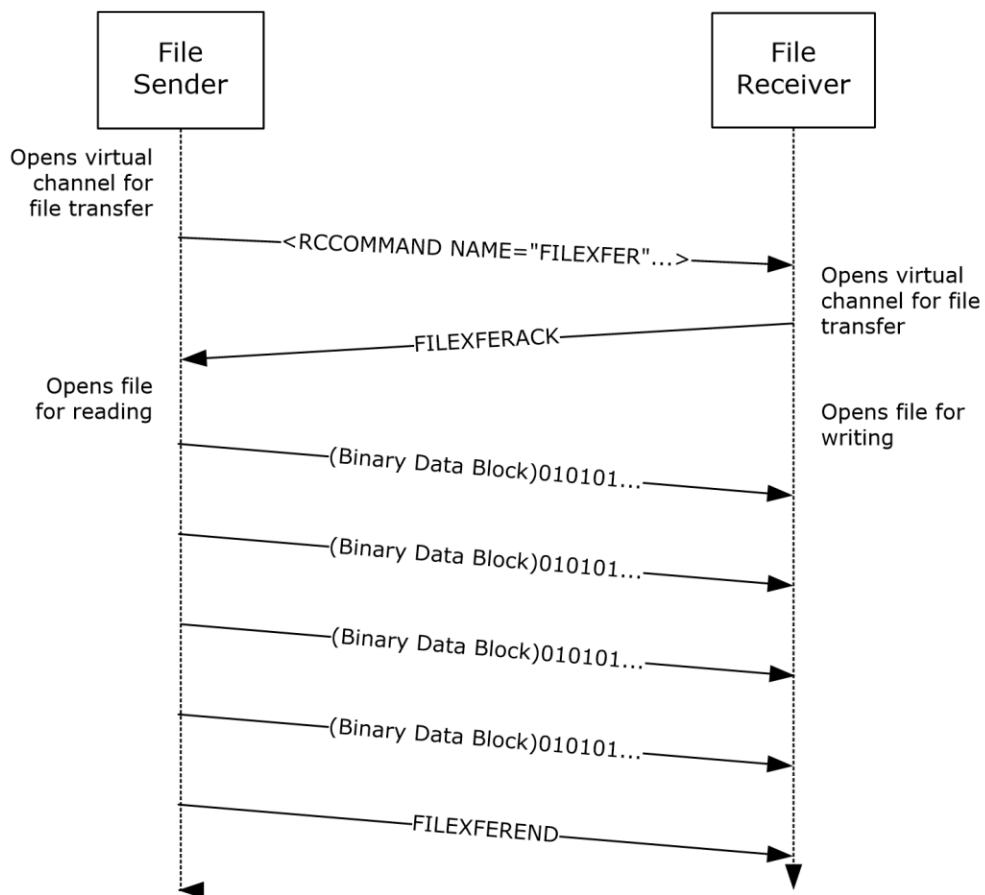 File
Sender
File
Receiver
Opens virtual
channel for
file transfer
<RCCOMMAND NAME="FILEXFER"...>
Opens virtual
channel for file
transfer
FILEXFERACK
Opens file
for reading
Opens file for
writing
(Binary Data Block)010101...
(Binary Data Block)010101...
(Binary Data Block)010101...
(Binary Data Block)010101...
FILEXFEREND